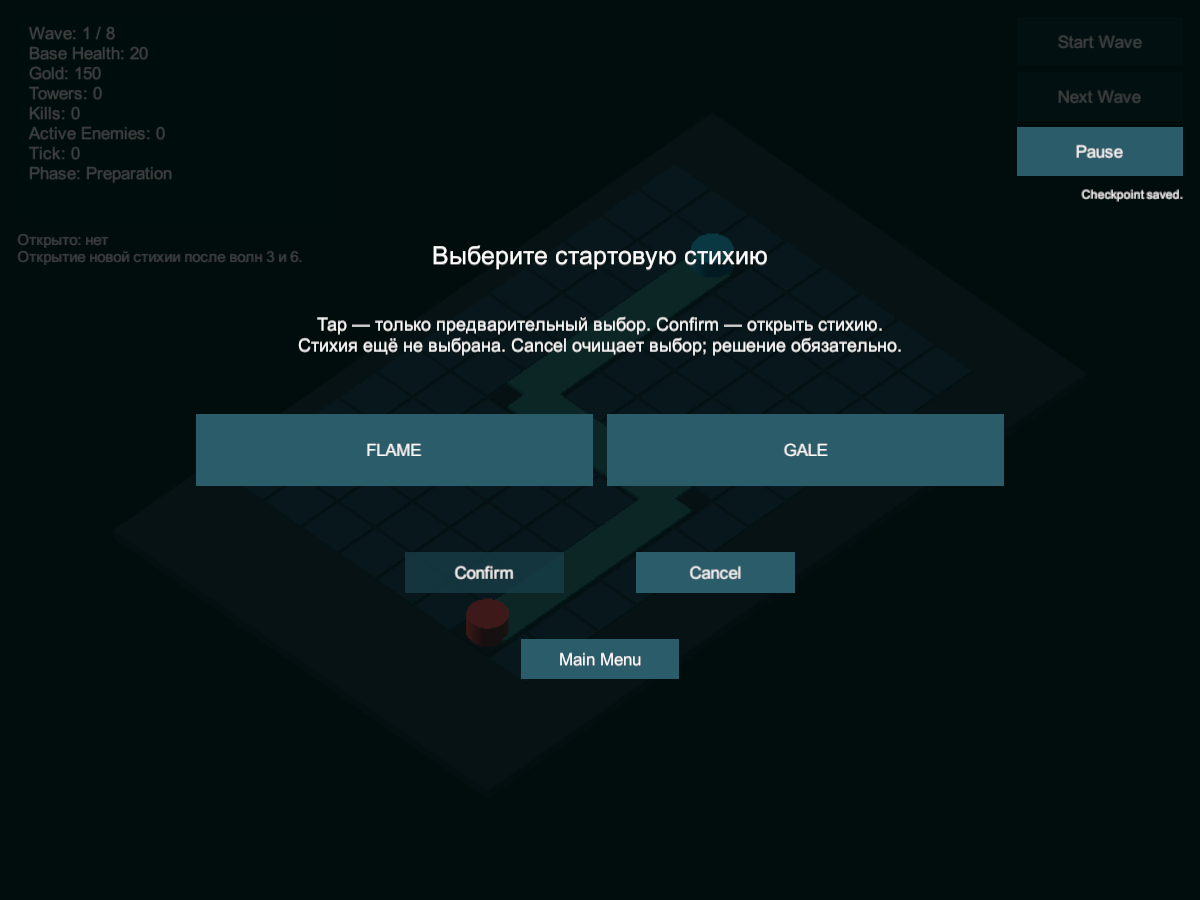 Wave: 1 / 8
Base Health: 20
Gold: 150
Towers: 0
Kills: 0
Active Enemies: 0
Tick: 0
Phase: Preparation
Start Wave
Next Wave
Pause
Checkpoint saved.
Открыто: нет
Открытие новой стихии после волн 3 и 6.
Выберите стартовую стихию
Тар — только предварительный выбор. Confirm — открыть стихию.
Стихия ещё не выбрана. Cancel очищает выбор; решение обязательно.
FLAME
GALE
Confirm
Cancel
Main Menu